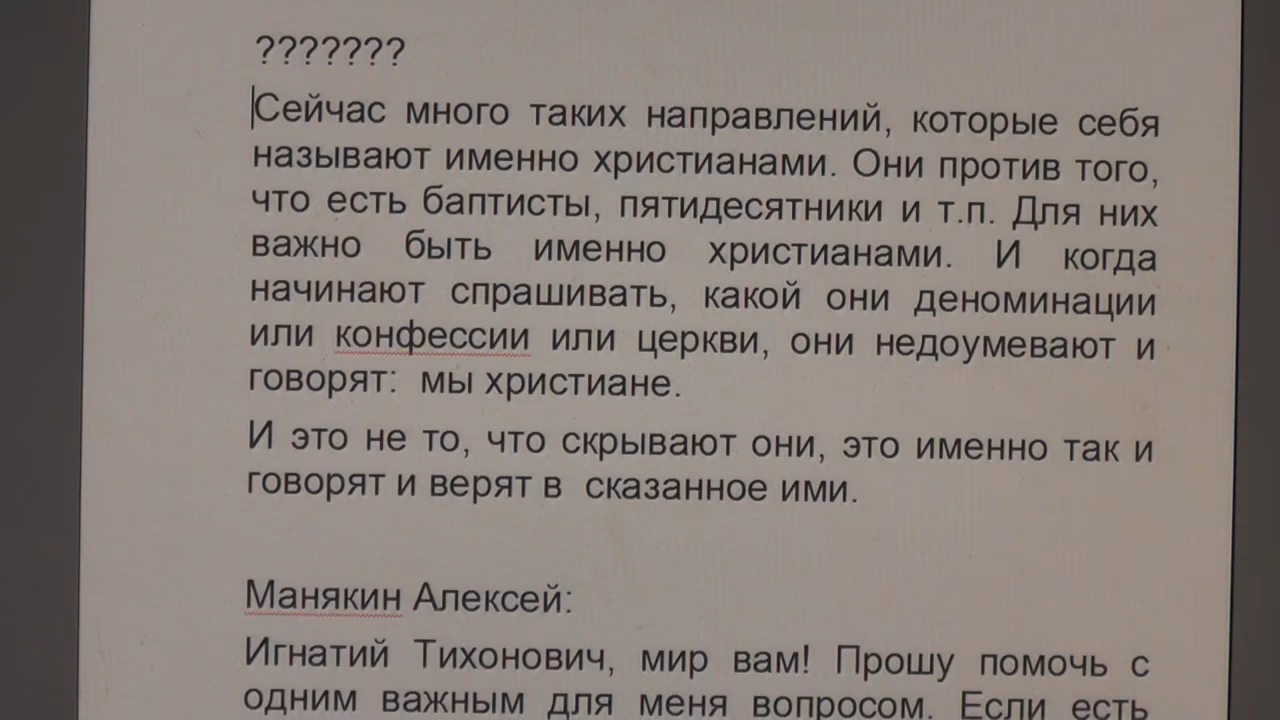 ???????
Сейчас много таких направлений, которые себя
называют именно христианами. Они против того,
что есть баптисты, пятидесятники и т.п. Для них
важно быть именно христианами. И когда
начинают спрашивать, какой они деноминации
или конфессии или церкви, они недоумевают и
говорят:  мы христиане.
И это не то, что скрывают они, это именно так и
говорят и верят в  сказанное ими.
Манякин Алексей:
Игнатий Тихонович, мир вам! Прошу помочь с
одним важным для меня вопросом. Если есть